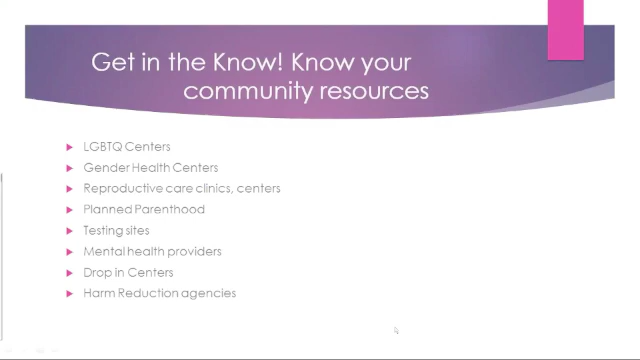 Get in the Know! Know your
community resources
LGBTQ Centers
Gender Health Centers
Reproductive care clinics, centers
Planned Parenthood
Testing sites
Mental health providers
Drop in Centers
Harm Reduction agencies